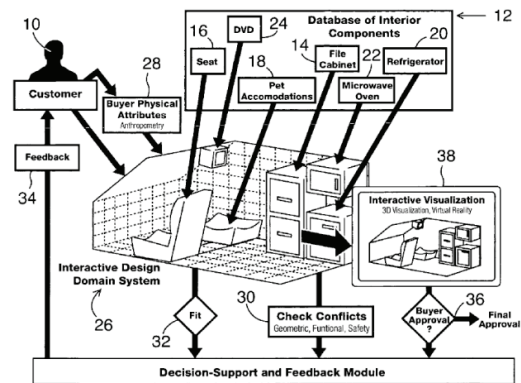 10
16
DVD
24
Database of Interior
Components
12
Seat
18
14
File
Cabinet
22
20
Refrigerator
Pet
Accomodations
Microwave
Oven
Customer
28
Buyer Physical
Attributes
Anthropometry
Feedback
34
38
Interactive Visualization
3D Visualization, Virtual Reality
Interactive Design
Domain System
26
Fit
32
30
Check Conflicts
Geometric, Funtional, Safety
Buyer
Approval
?
36
Final
Approval
Decision-Support and Feedback Module